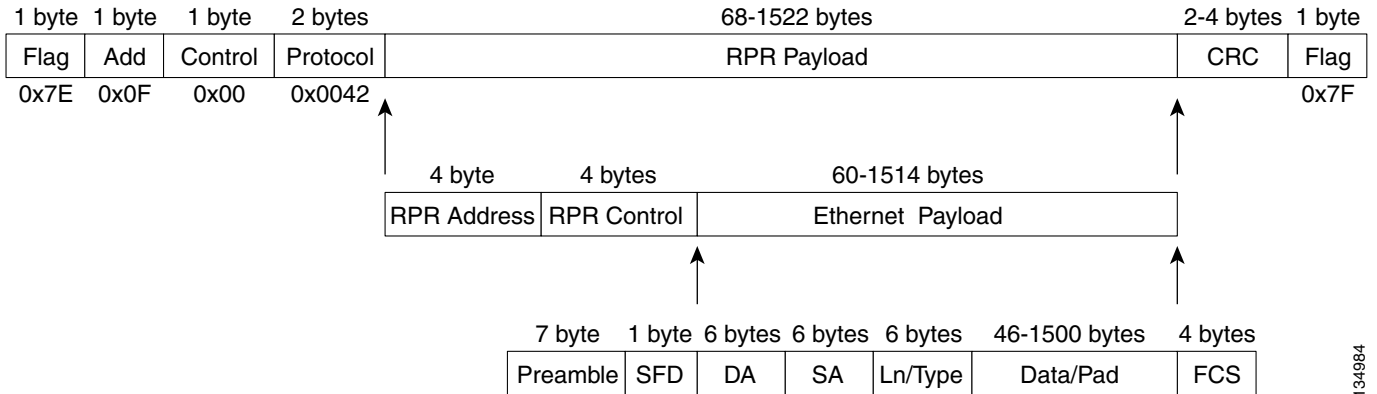 1 byte 1 byte 1 byte 2 bytes 68-1522 bytes 2-4 bytes 1 byte
Flag Add Control Protocol RPR Payload CRC Flag
0x7E 0x0F 0x00 0x0042 0x7F
4 byte 4 bytes 60-1514 bytes
RPR Address RPR Control Ethernet Payload
7 byte 1 byte 6 bytes 6 bytes 6 bytes 46-1500 bytes 4 bytes
Preamble SFD DA SA Ln/Type Data/Pad FCS
134984